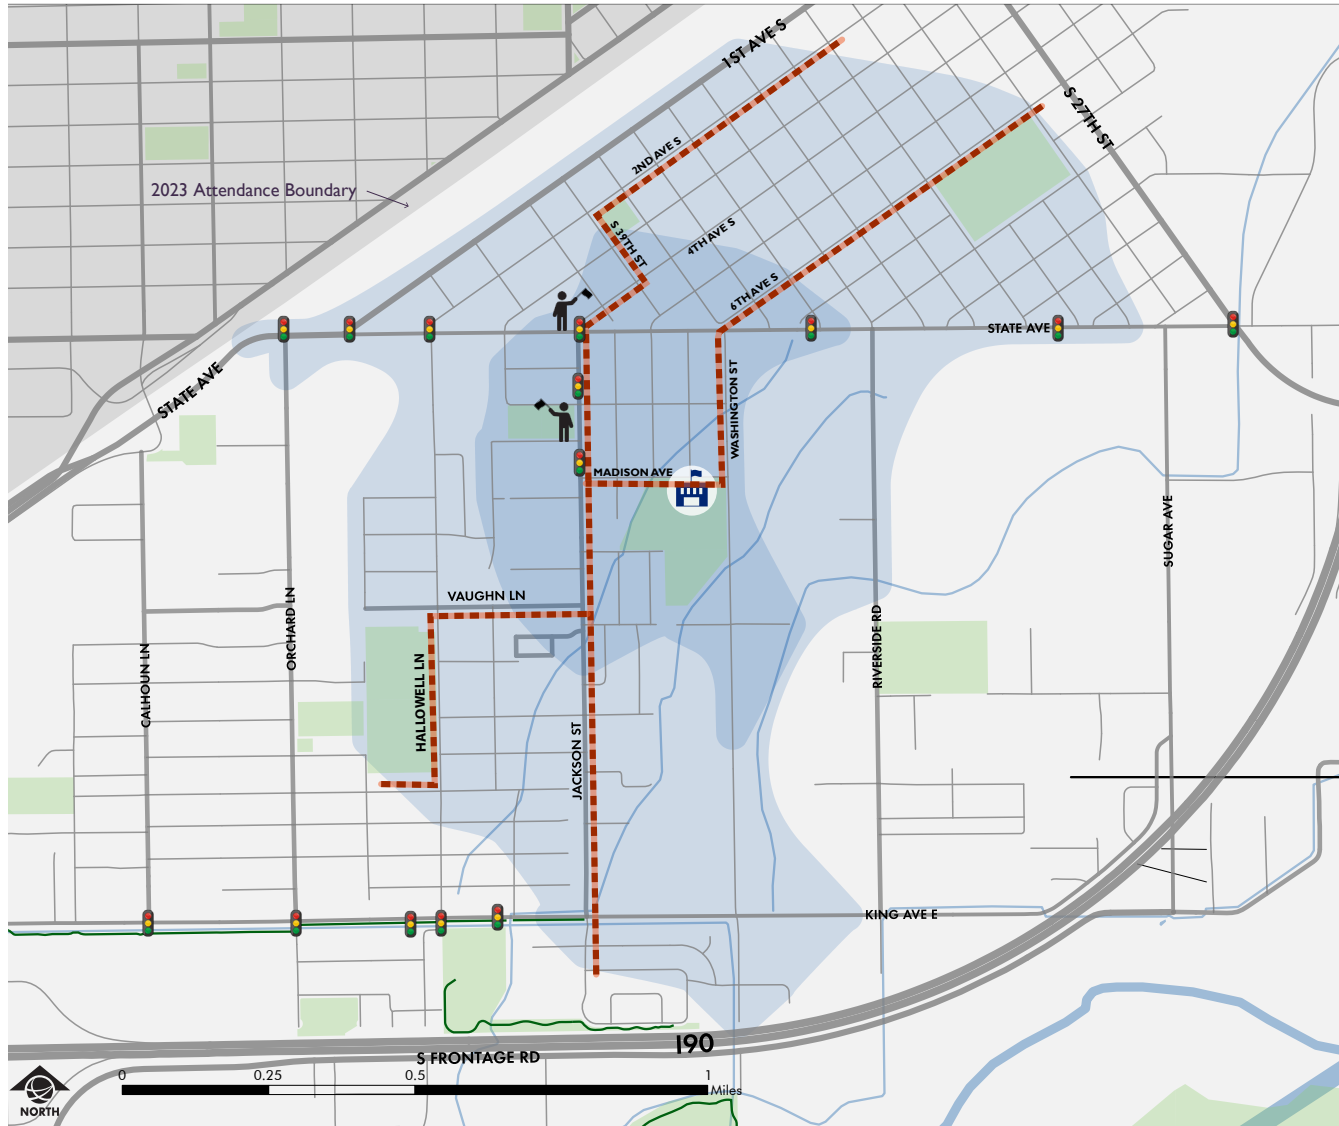 1ST AVE S
S 27TH ST
2ND AVE S
2023 Attendance Boundary
S 39TH ST
4TH AVE S
6TH AVE S
STATE AVE
STATE AVE
WASHINGTON ST
MADISON AVE
SUGAR AVE
VAUGHN LN
ORCHARD LN
RIVERSIDE RD
CALHOUN LN
HALLOWELL LN
JACKSON ST
KING AVE E
I90
S FRONTAGE RD
0 0.25 0.5 1
Miles
NORTH